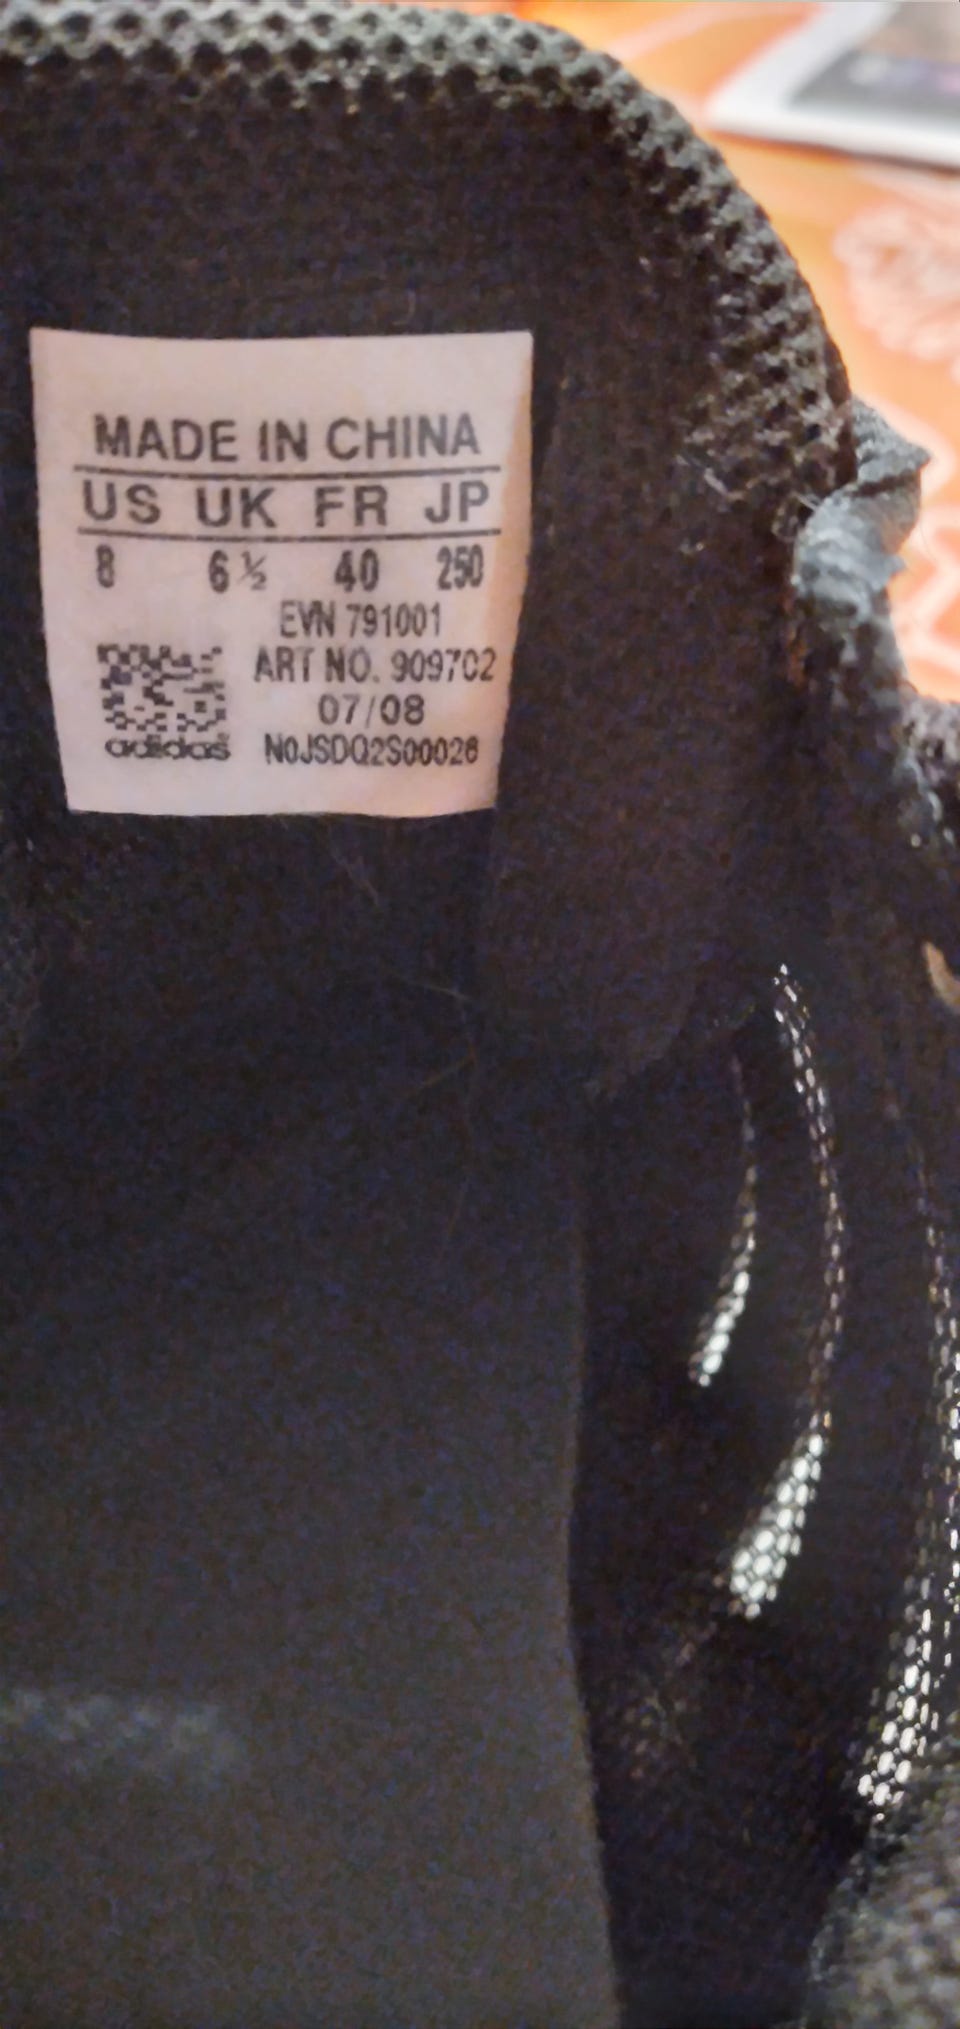 MADE IN CHINA
US UK FR JP
8 6½ 40 250
EVN 791001
ART NO. 909702
07/08
adidas N0JSDQ2S00026